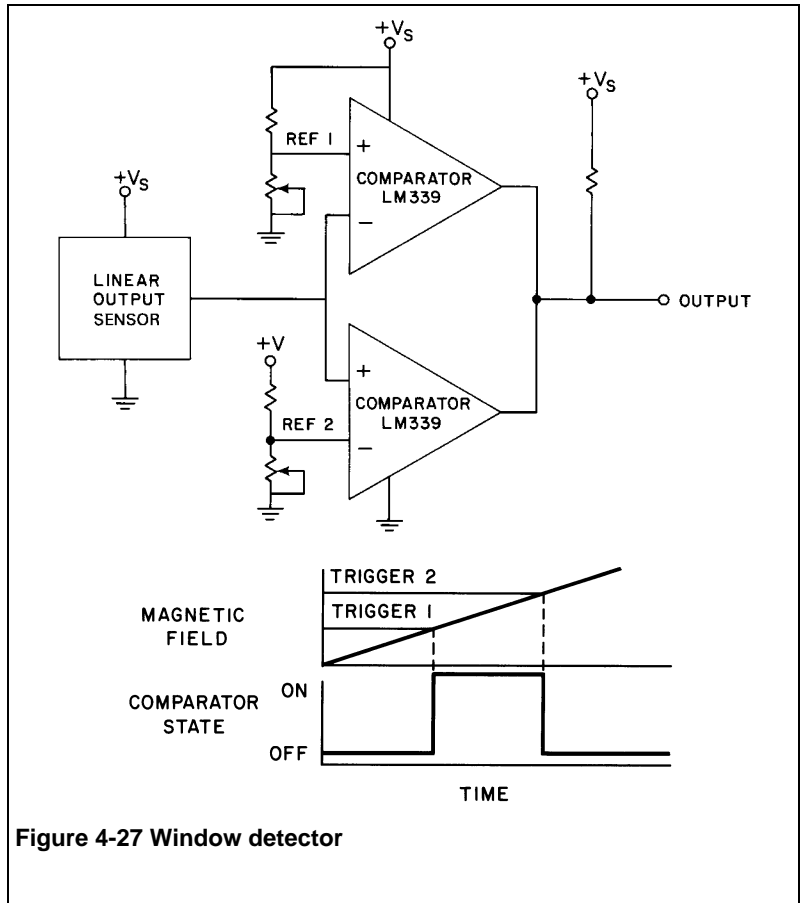 +VS
+VS
REF 1
+
COMPARATOR
LM339
−
+VS
LINEAR
OUTPUT
SENSOR
OUTPUT
+V
+
COMPARATOR
LM339
REF 2
−
TRIGGER 2
TRIGGER 1
MAGNETIC
FIELD
ON
COMPARATOR
STATE
OFF
TIME
Figure 4-27 Window detector